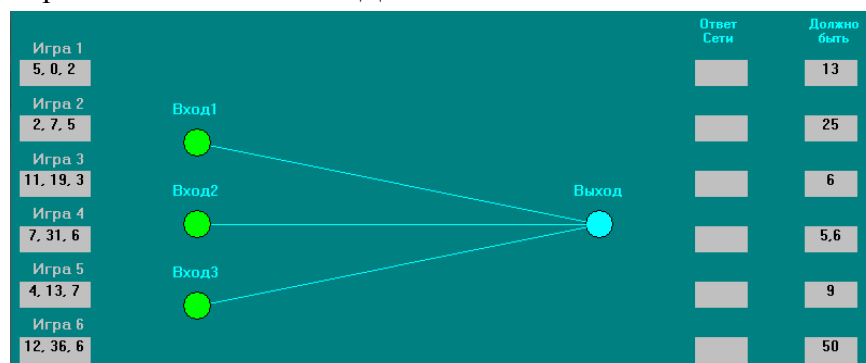 Ответ Сети
Должно быть
Игра 1
5, 0, 2
13
Игра 2
2, 7, 5
Вход1
25
Игра 3
11, 19, 3
6
Вход2
Выход
Игра 4
7, 31, 6
5,6
Игра 5
4, 13, 7
Вход3
9
Игра 6
12, 36, 6
50